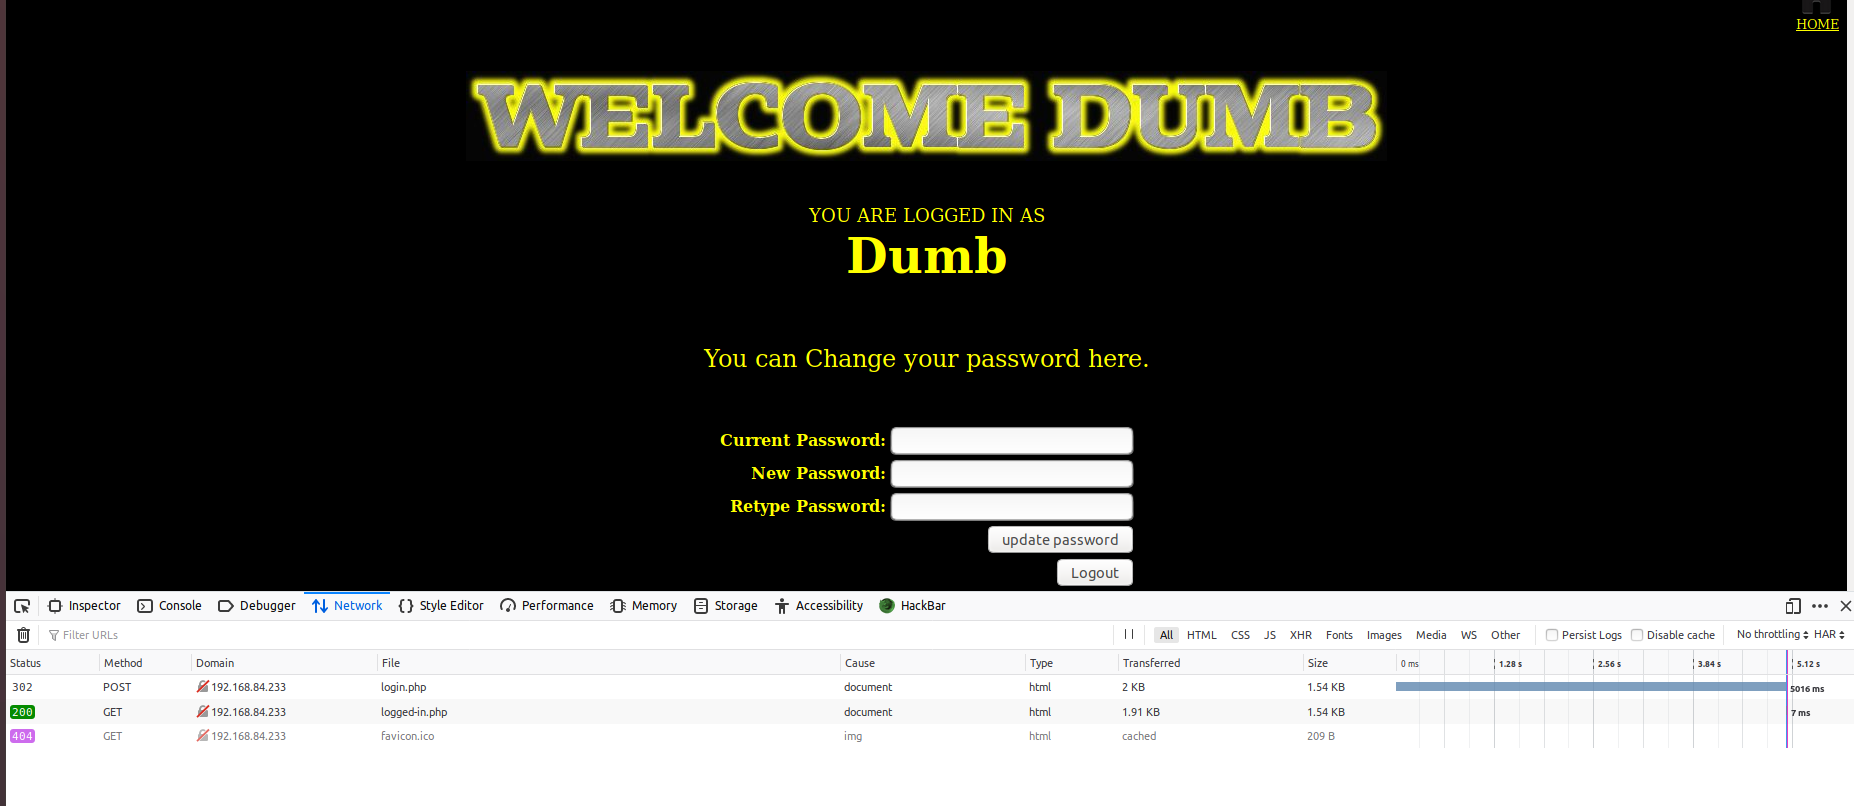 HOME
WELCOME DUMB
YOU ARE LOGGED IN AS
Dumb
You can Change your password here.
Current Password:
New Password:
Retype Password:
update password
Logout
Inspector Console Debugger Network Style Editor Performance Memory Storage Accessibility HackBar
Filter URLs All HTML CSS JS XHR Fonts Images Media WS Other Persist Logs Disable cache No throttling HAR
Status Method Domain File Cause Type Transferred Size 0 ms 1.28 s 2.56 s 3.84 s 5.12 s
302 POST 192.168.84.233 login.php document html 2 KB 1.54 KB 5016 ms
200 GET 192.168.84.233 logged-in.php document html 1.91 KB 1.54 KB 7 ms
404 GET 192.168.84.233 favicon.ico img html cached 209 B